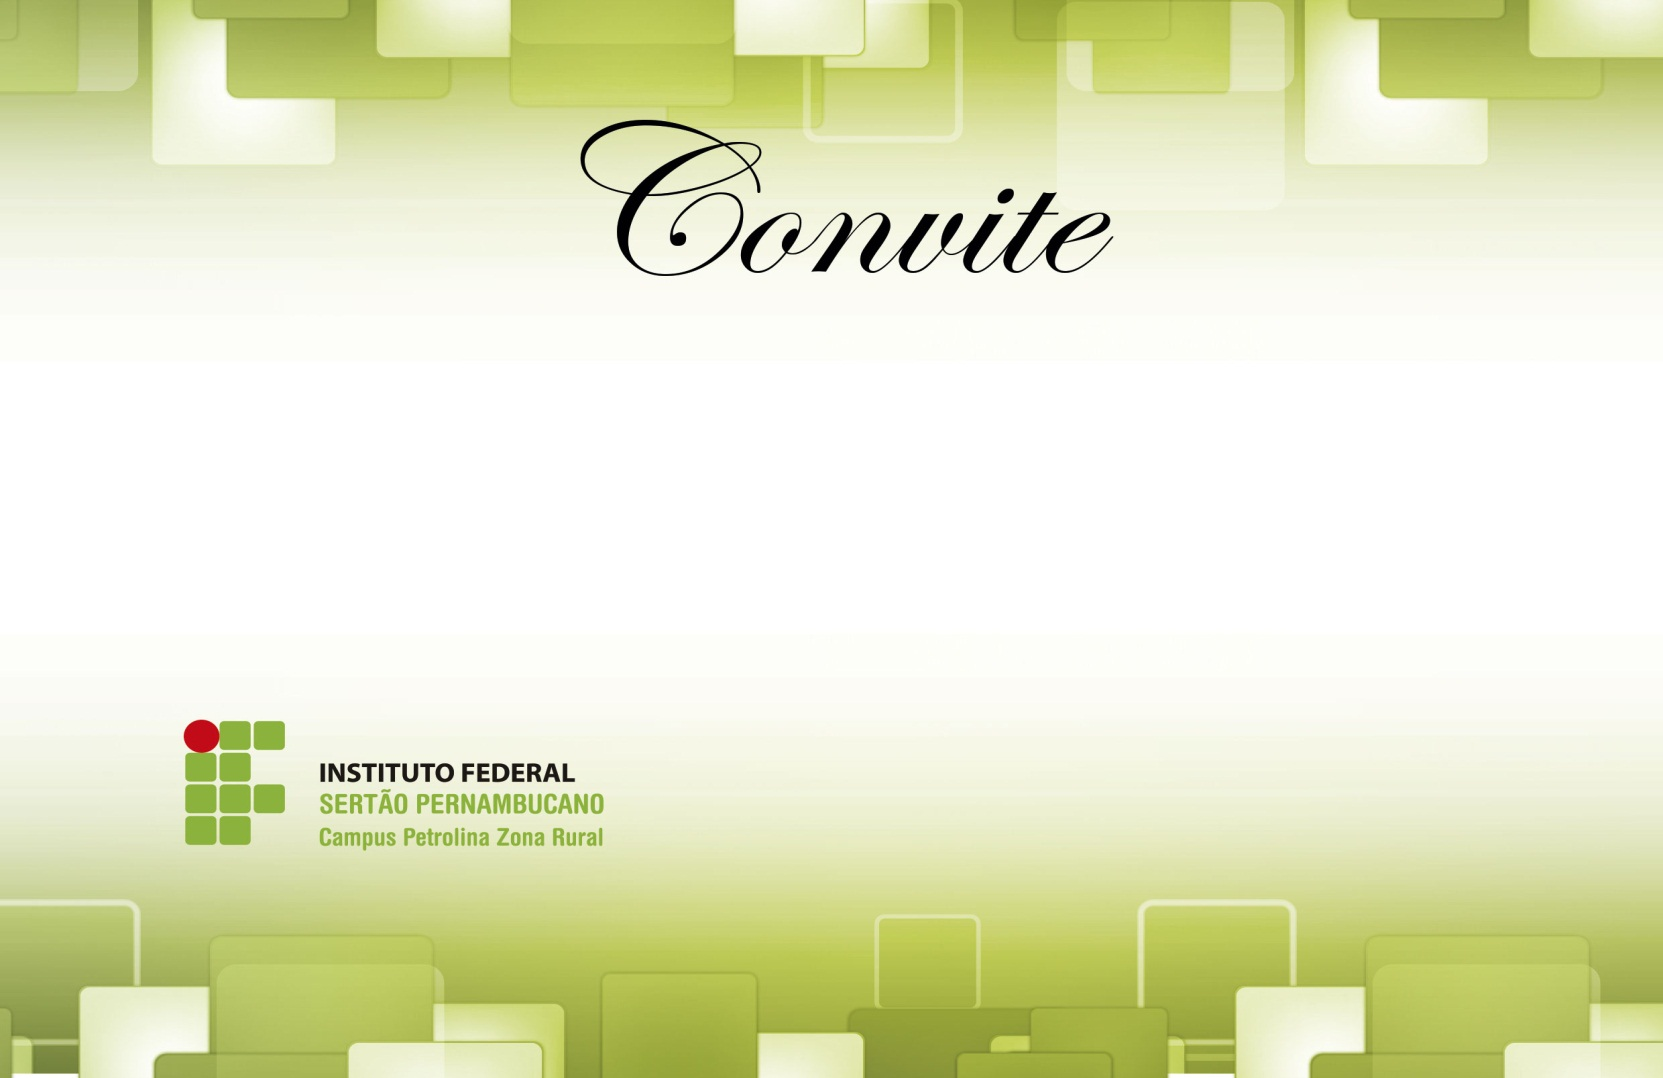 Convite
INSTITUTO FEDERAL
SERTÃO PERNAMBUCANO
Campus Petrolina Zona Rural